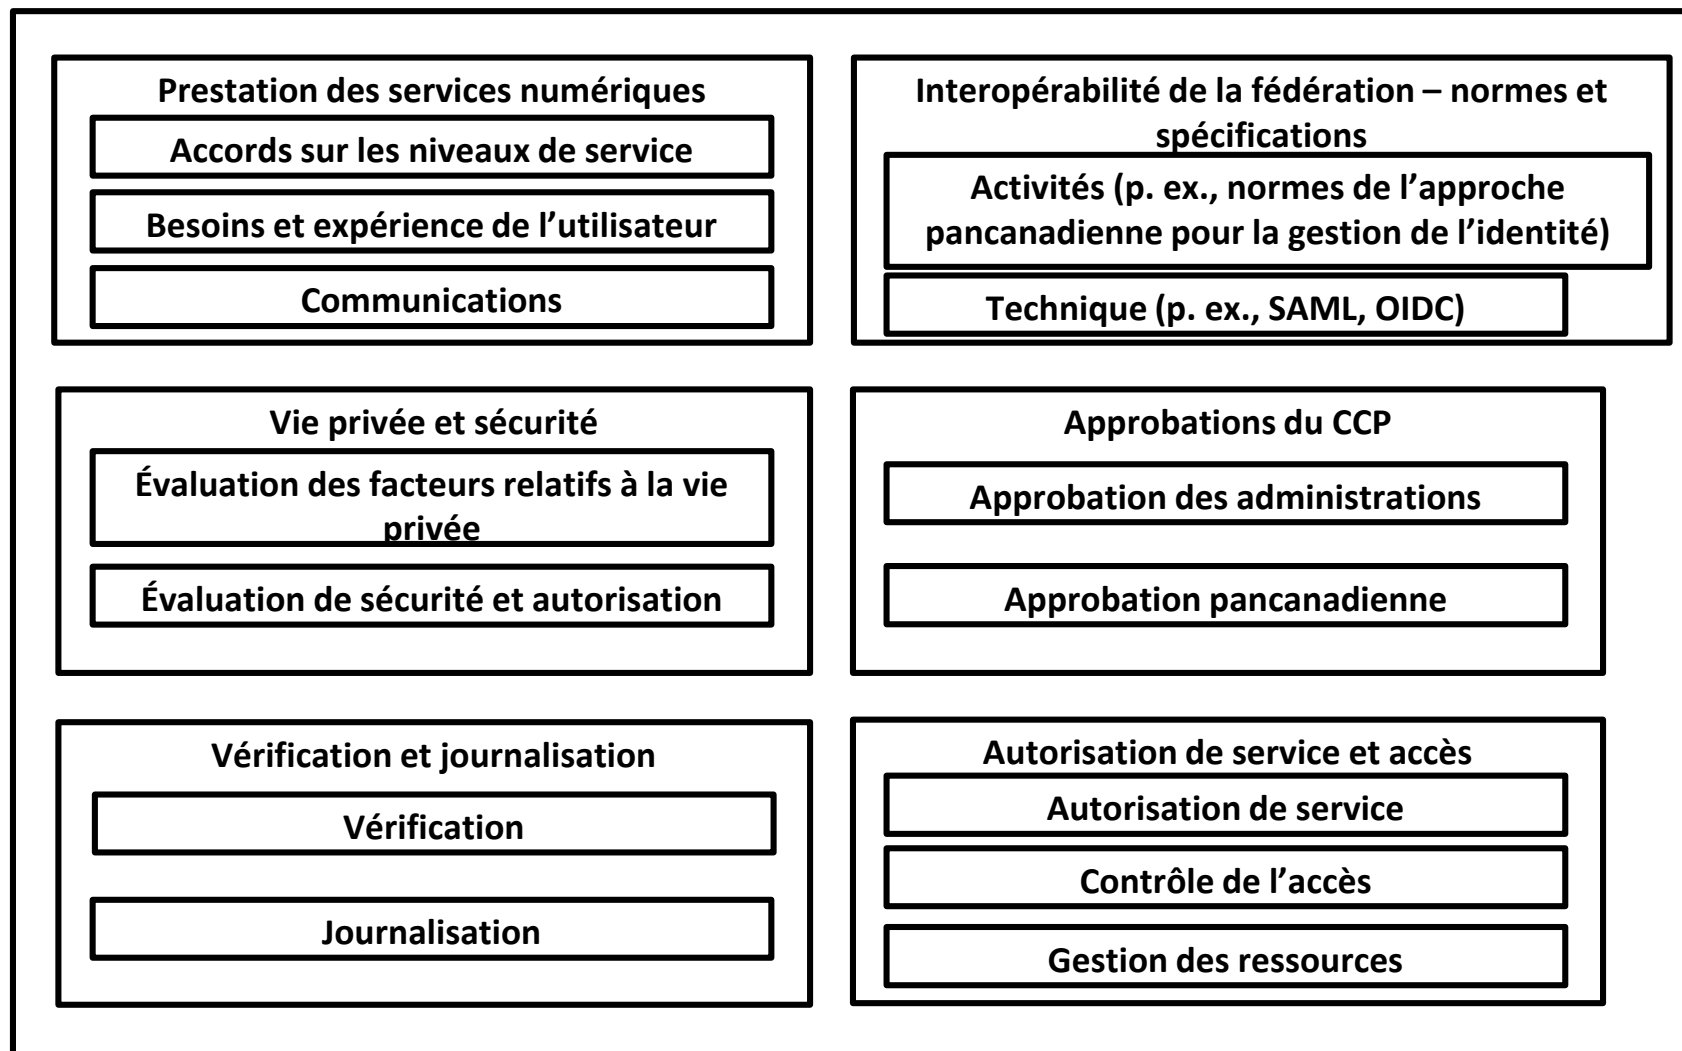 Prestation des services numériques
Accords sur les niveaux de service
Besoins et expérience de l’utilisateur
Communications
Interopérabilité de la fédération – normes et
spécifications
Activités (p. ex., normes de l’approche
pancanadienne pour la gestion de l’identité)
Technique (p. ex., SAML, OIDC)
Vie privée et sécurité
Évaluation des facteurs relatifs à la vie
privée
Évaluation de sécurité et autorisation
Approbations du CCP
Approbation des administrations
Approbation pancanadienne
Vérification et journalisation
Vérification
Journalisation
Autorisation de service et accès
Autorisation de service
Contrôle de l’accès
Gestion des ressources